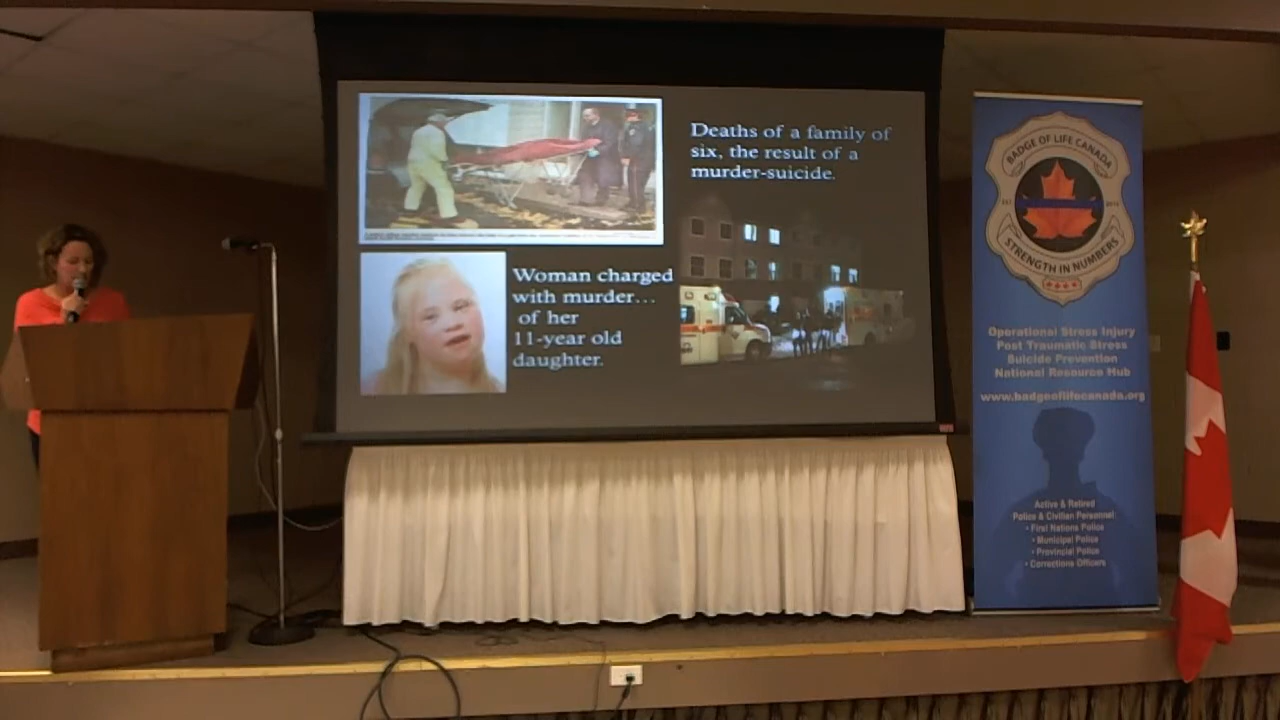 Deaths of a family of
six, the result of a
murder-suicide.
Woman charged
with murder…
of her
11-year old
daughter.
BADGE OF LIFE CANADA
STRENGTH IN NUMBERS
Operational Stress Injury
Post Traumatic Stress
Suicide Prevention
National Resource Hub
www.badgeoflifecanada.org
Active & Retired
Police & Civilian Personnel:
• First Nations Police
• Municipal Police
• Provincial Police
• Corrections Officers